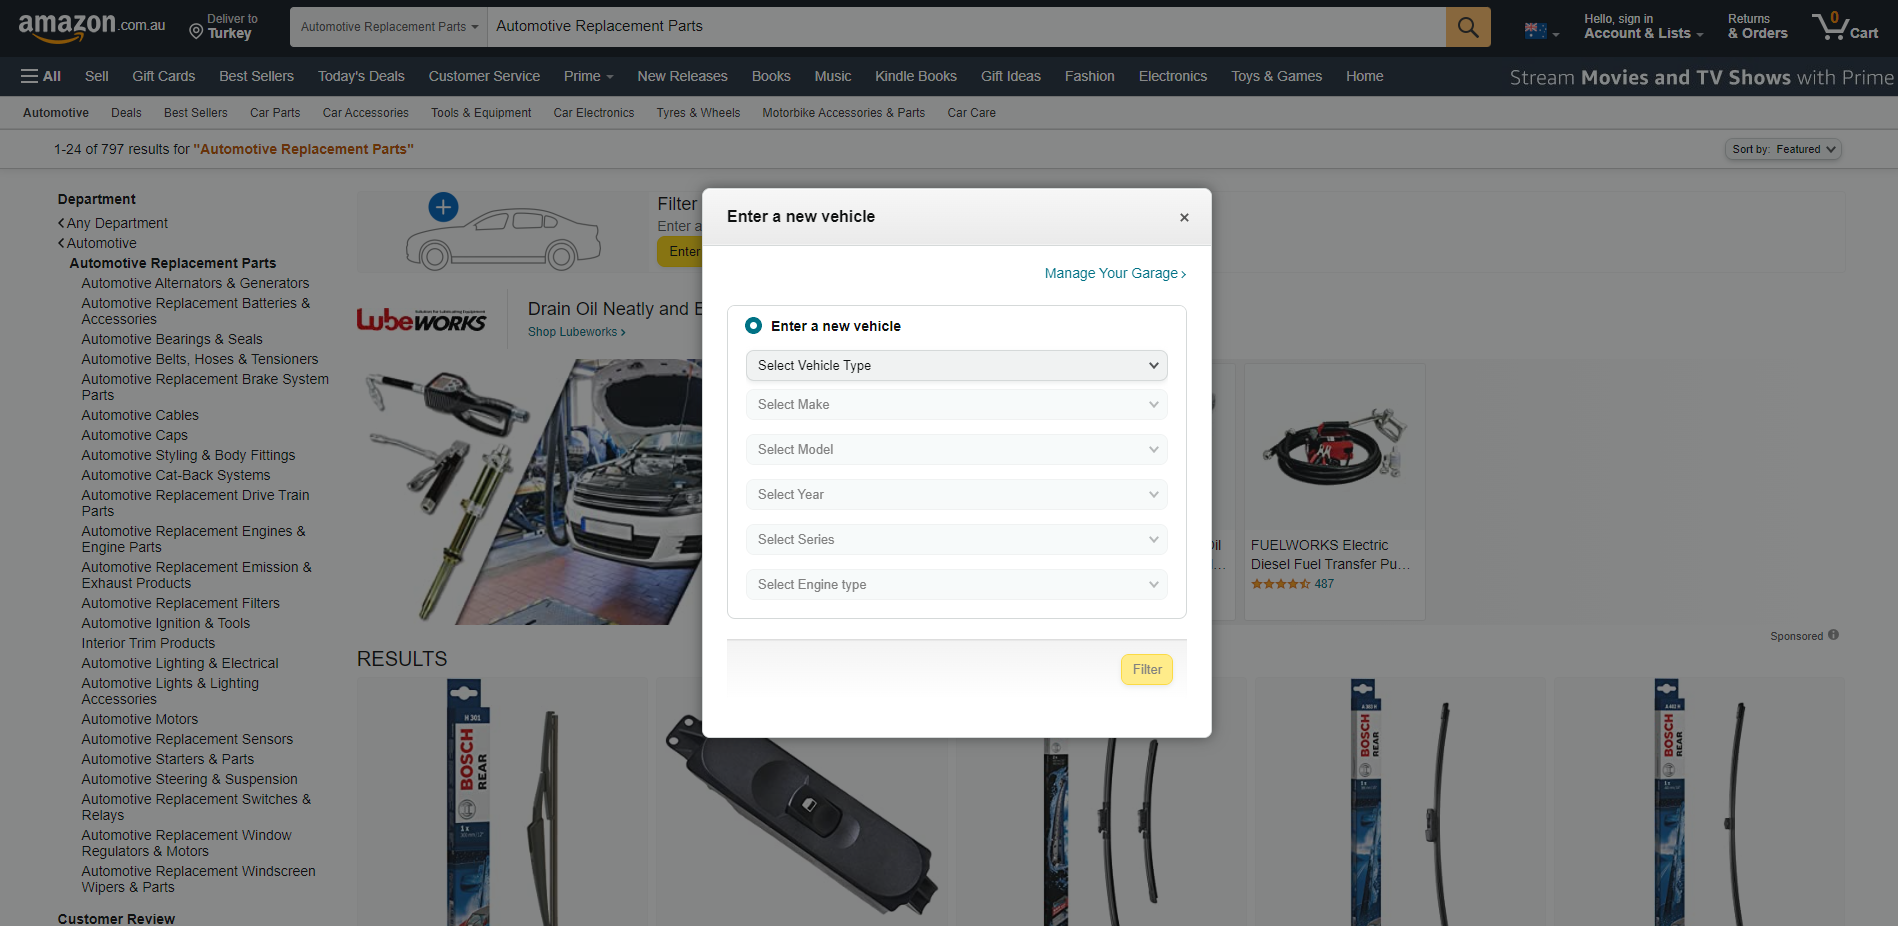 amazon.com.au
Deliver to
Turkey
Automotive Replacement Parts
Automotive Replacement Parts
Hello, sign in
Account & Lists
Returns
& Orders
0
Cart
All
Sell
Gift Cards
Best Sellers
Today's Deals
Customer Service
Prime
New Releases
Books
Music
Kindle Books
Gift Ideas
Fashion
Electronics
Toys & Games
Home
Stream Movies and TV Shows with Prime
Automotive
Deals
Best Sellers
Car Parts
Car Accessories
Tools & Equipment
Car Electronics
Tyres & Wheels
Motorbike Accessories & Parts
Car Care
1-24 of 797 results for "Automotive Replacement Parts"
Sort by: Featured
Department
Any Department
Automotive
Automotive Replacement Parts
Automotive Alternators & Generators
Automotive Replacement Batteries &
Accessories
Automotive Bearings & Seals
Automotive Belts, Hoses & Tensioners
Automotive Replacement Brake System
Parts
Automotive Cables
Automotive Caps
Automotive Styling & Body Fittings
Automotive Cat-Back Systems
Automotive Replacement Drive Train
Parts
Automotive Replacement Engines &
Engine Parts
Automotive Replacement Emission &
Exhaust Products
Automotive Replacement Filters
Automotive Ignition & Tools
Interior Trim Products
Automotive Lighting & Electrical
Automotive Lights & Lighting
Accessories
Automotive Motors
Automotive Replacement Sensors
Automotive Starters & Parts
Automotive Steering & Suspension
Automotive Replacement Switches &
Relays
Automotive Replacement Window
Regulators & Motors
Automotive Replacement Windscreen
Wipers & Parts
Customer Review
Filter
Enter a
Enter
LubeWORKS
Drain Oil Neatly and E
Shop Lubeworks ›
Enter a new vehicle
×
Manage Your Garage ›
Enter a new vehicle
Select Vehicle Type
Select Make
Select Model
Select Year
Select Series
Select Engine type
Filter
FUELWORKS Electric
Diesel Fuel Transfer Pu…
487
Sponsored
RESULTS
H 301
BOSCH
REAR
1x
BOSCH
REAR
BOSCH
REAR